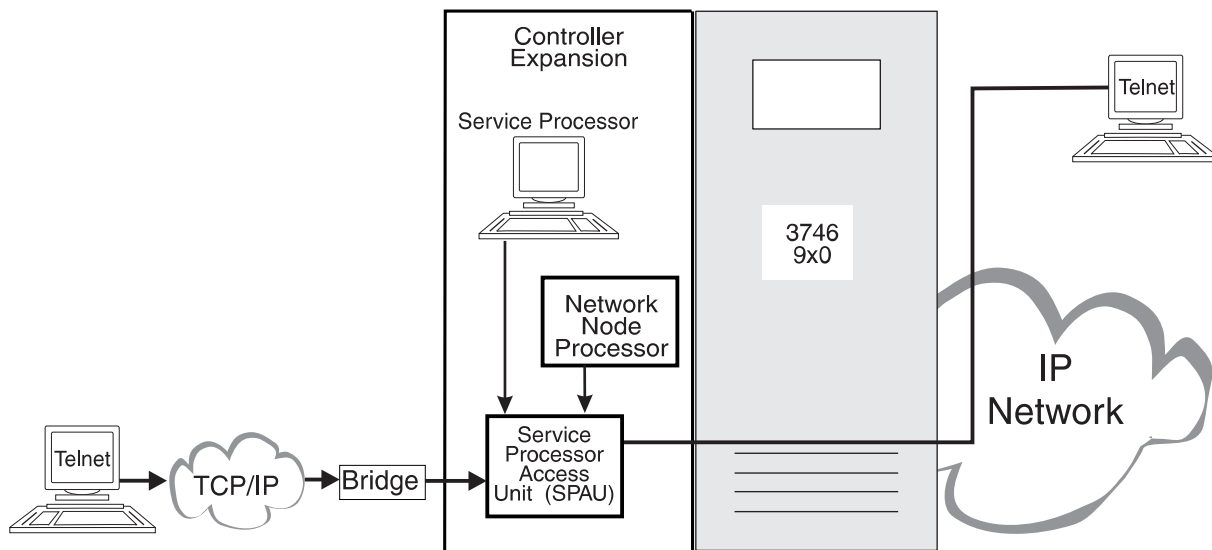 Controller
Expansion
Service Processor
Telnet
3746
9x0
Network
Node
Processor
IP
Network
Service
Processor
Access
Unit (SPAU)
Telnet
TCP/IP
Bridge